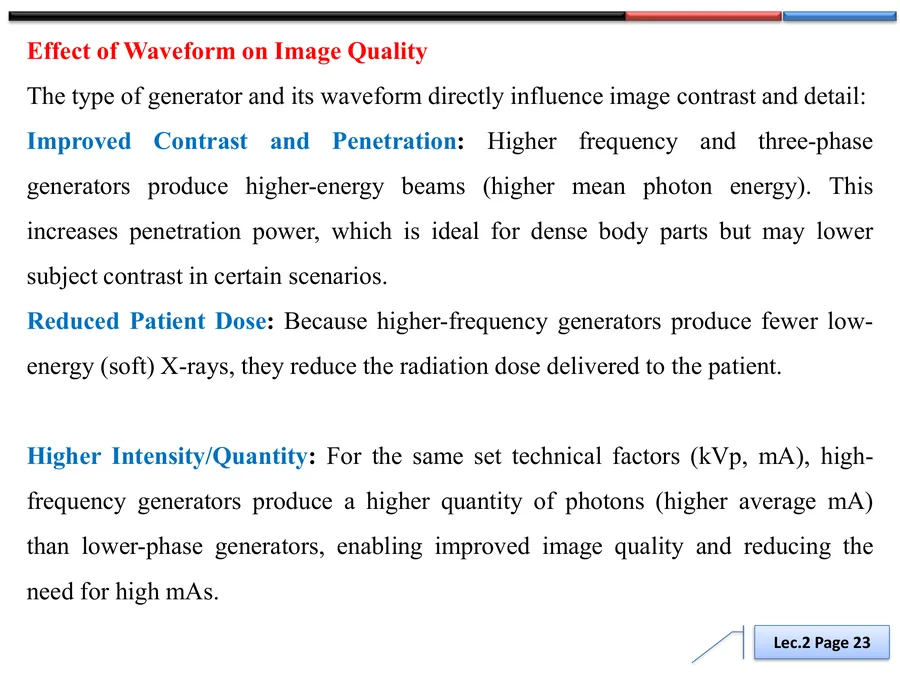 Effect of Waveform on Image Quality
The type of generator and its waveform directly influence image contrast and detail:
Improved Contrast and Penetration: Higher frequency and three-phase
generators produce higher-energy beams (higher mean photon energy). This
increases penetration power, which is ideal for dense body parts but may lower
subject contrast in certain scenarios.
Reduced Patient Dose: Because higher-frequency generators produce fewer low-
energy (soft) X-rays, they reduce the radiation dose delivered to the patient.
Higher Intensity/Quantity: For the same set technical factors (kVp, mA), high-
frequency generators produce a higher quantity of photons (higher average mA)
than lower-phase generators, enabling improved image quality and reducing the
need for high mAs.
Lec.2 Page 23